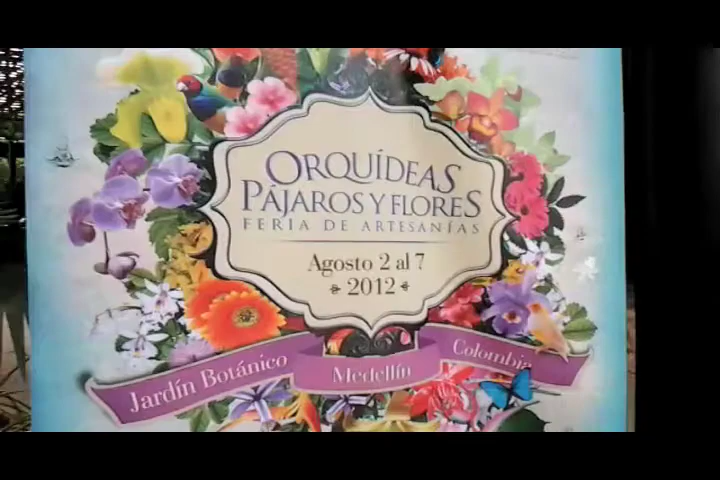 ORQUÍDEAS
PÁJAROS Y FLORES
FERIA DE ARTESANÍAS
Agosto 2 al 7
2012
Jardín Botánico Medellín Colombia